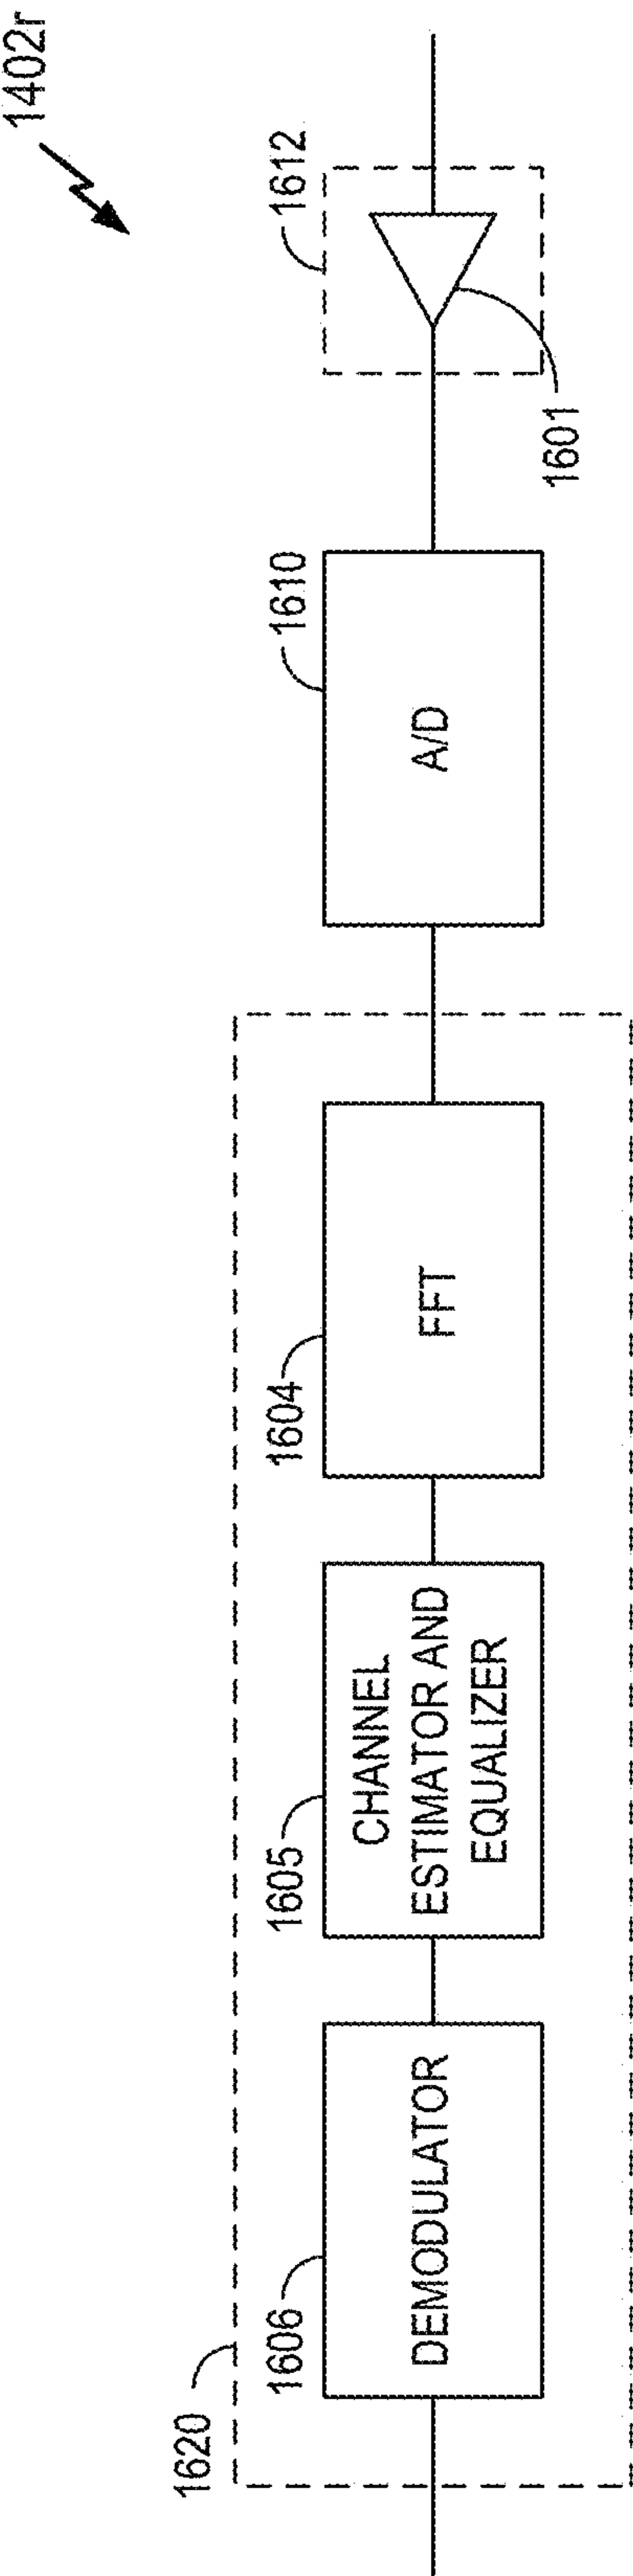 1402r
1620
1606
DEMODULATOR
1605
CHANNEL
ESTIMATOR AND
EQUALIZER
1604
FFT
1610
A/D
1612
1601